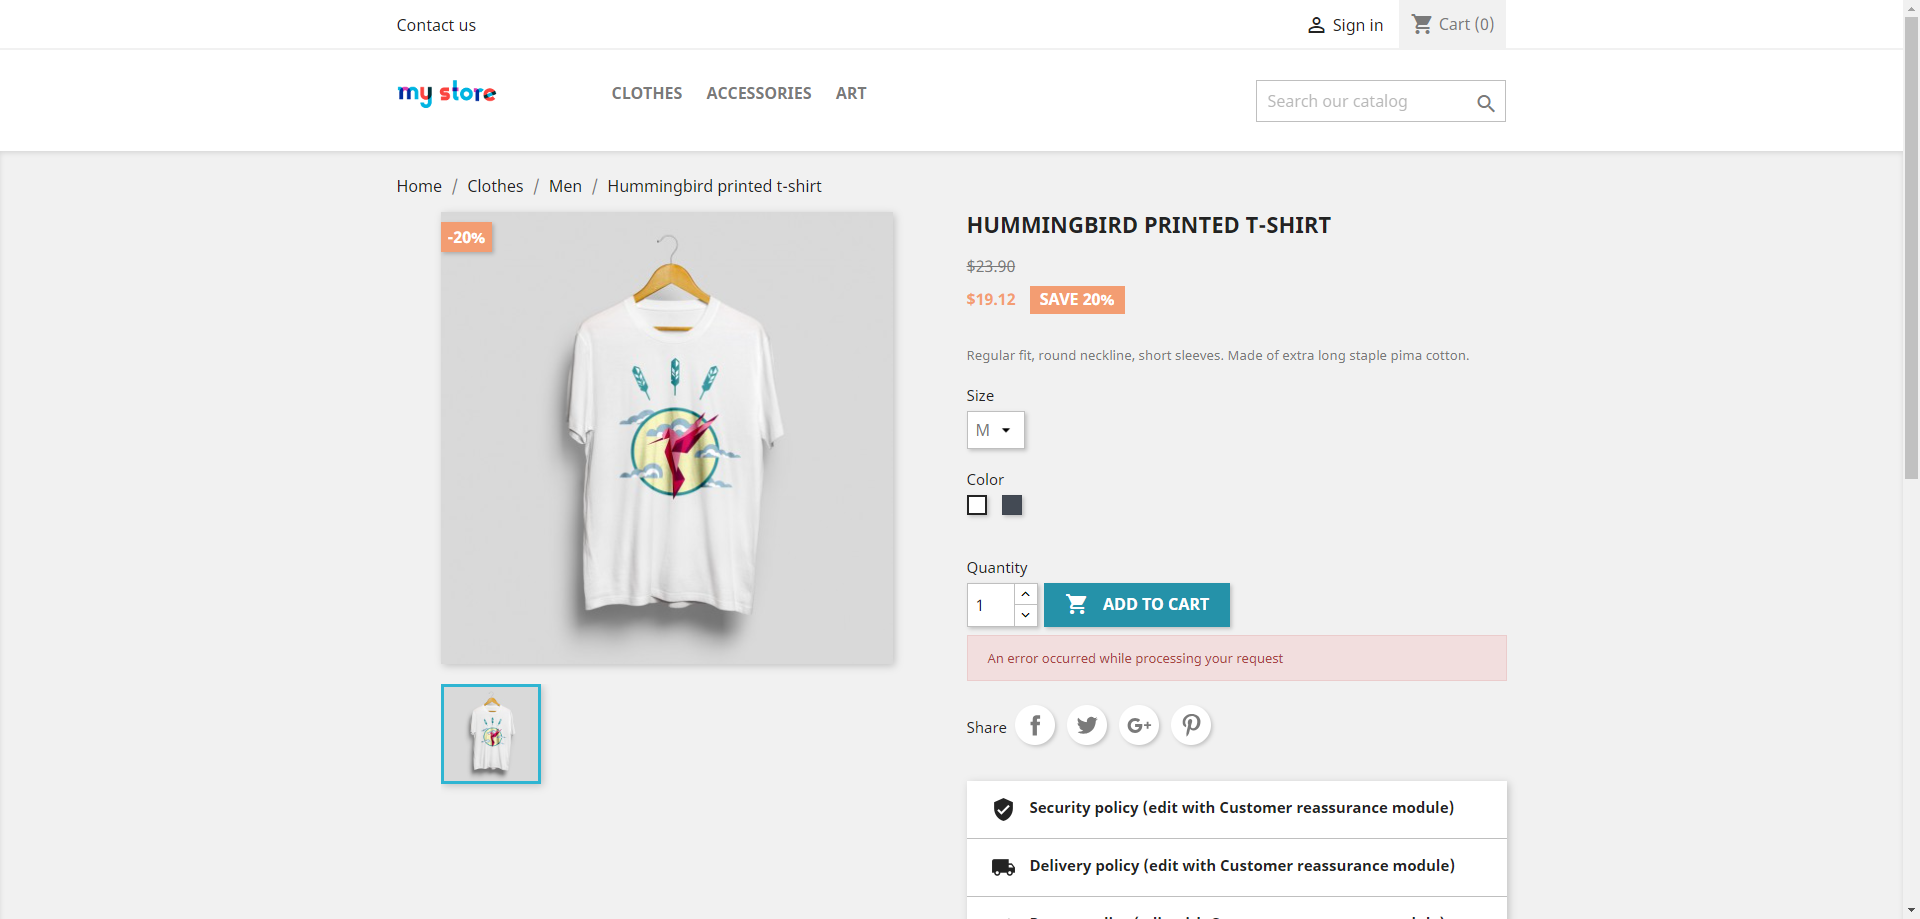 Contact us
Sign in
Cart (0)
my store
CLOTHES
ACCESSORIES
ART
Search our catalog
Home / Clothes / Men / Hummingbird printed t-shirt
-20%
HUMMINGBIRD PRINTED T-SHIRT
$23.90
$19.12 SAVE 20%
Regular fit, round neckline, short sleeves. Made of extra long staple pima cotton.
Size
M
Color
Quantity
1
ADD TO CART
An error occurred while processing your request
Share
Security policy (edit with Customer reassurance module)
Delivery policy (edit with Customer reassurance module)